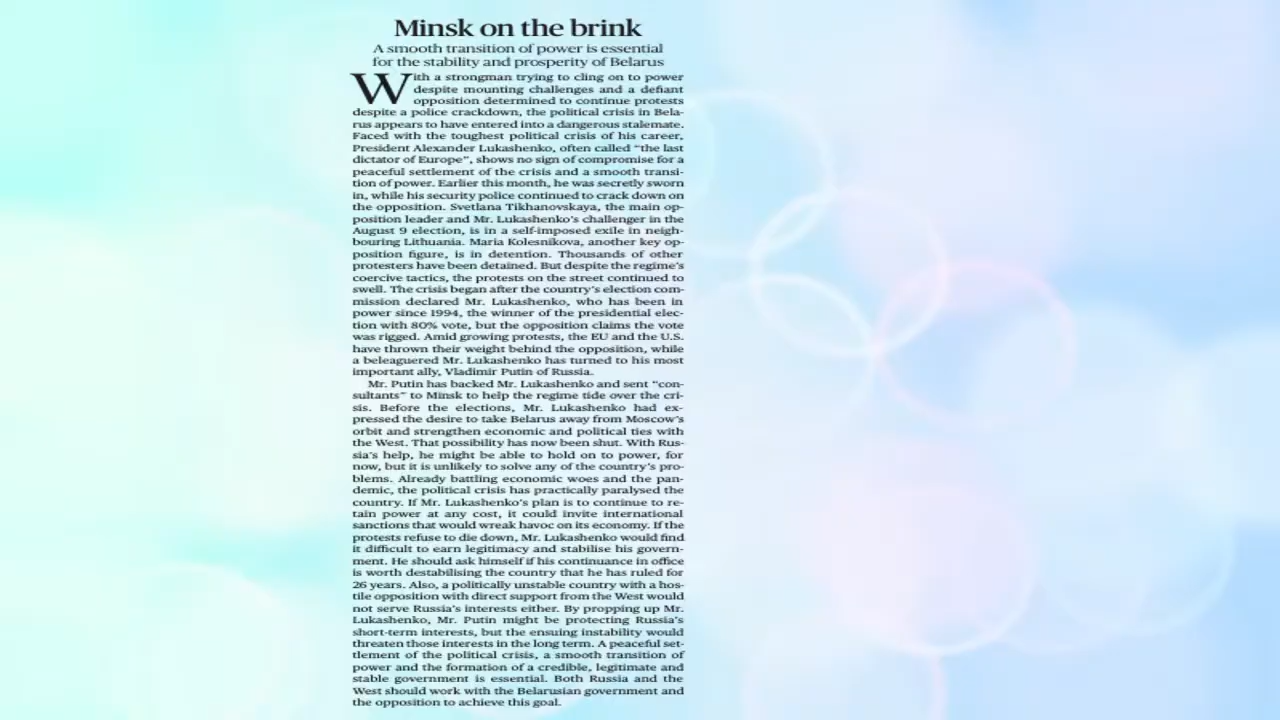 Minsk on the brink
A smooth transition of power is essential
for the stability and prosperity of Belarus
With a strongman trying to cling on to power
despite mounting challenges and a defiant
opposition determined to continue protests
despite a police crackdown, the political crisis in Bela-
rus appears to have entered into a dangerous stalemate.
Faced with the toughest political crisis of his career,
President Alexander Lukashenko, often called “the last
dictator of Europe”, shows no sign of compromise for a
peaceful settlement of the crisis and a smooth transi-
tion of power. Earlier this month, he was secretly sworn
in, while his security police continued to crack down on
the opposition. Svetlana Tikhanovskaya, the main op-
position leader and Mr. Lukashenko’s challenger in the
August 9 election, is in a self-imposed exile in neigh-
bouring Lithuania. Maria Kolesnikova, another key op-
position figure, is in detention. Thousands of other
protesters have been detained. But despite the regime’s
coercive tactics, the protests on the street continued to
swell. The crisis began after the country’s election com-
mission declared Mr. Lukashenko, who has been in
power since 1994, the winner of the presidential elec-
tion with 80% vote, but the opposition claims the vote
was rigged. Amid growing protests, the EU and the U.S.
have thrown their weight behind the opposition, while
a beleaguered Mr. Lukashenko has turned to his most
important ally, Vladimir Putin of Russia.
Mr. Putin has backed Mr. Lukashenko and sent “con-
sultants” to Minsk to help the regime tide over the cri-
sis. Before the elections, Mr. Lukashenko had ex-
pressed the desire to take Belarus away from Moscow’s
orbit and strengthen economic and political ties with
the West. That possibility has now been shut. With Rus-
sia’s help, he might be able to hold on to power, for
now, but it is unlikely to solve any of the country’s pro-
blems. Already battling economic woes and the pan-
demic, the political crisis has practically paralysed the
country. If Mr. Lukashenko’s plan is to continue to re-
tain power at any cost, it could invite international
sanctions that would wreak havoc on its economy. If the
protests refuse to die down, Mr. Lukashenko would find
it difficult to earn legitimacy and stabilise his govern-
ment. He should ask himself if his continuance in office
is worth destabilising the country that he has ruled for
26 years. Also, a politically unstable country with a hos-
tile opposition with direct support from the West would
not serve Russia’s interests either. By propping up Mr.
Lukashenko, Mr. Putin might be protecting Russia’s
short-term interests, but the ensuing instability would
threaten those interests in the long term. A peaceful set-
tlement of the political crisis, a smooth transition of
power and the formation of a credible, legitimate and
stable government is essential. Both Russia and the
West should work with the Belarusian government and
the opposition to achieve this goal.